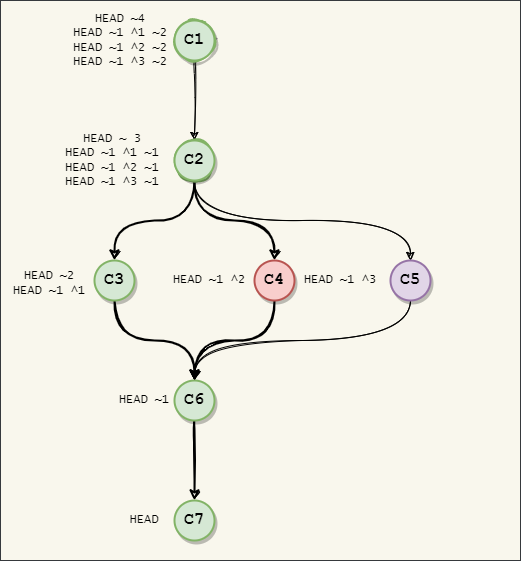 HEAD ~4
HEAD ~1 ^1 ~2
HEAD ~1 ^2 ~2
HEAD ~1 ^3 ~2
C1
HEAD ~ 3
HEAD ~1 ^1 ~1
HEAD ~1 ^2 ~1
HEAD ~1 ^3 ~1
C2
HEAD ~2
HEAD ~1 ^1
C3
HEAD ~1 ^2
C4
HEAD ~1 ^3
C5
HEAD ~1
C6
HEAD
C7